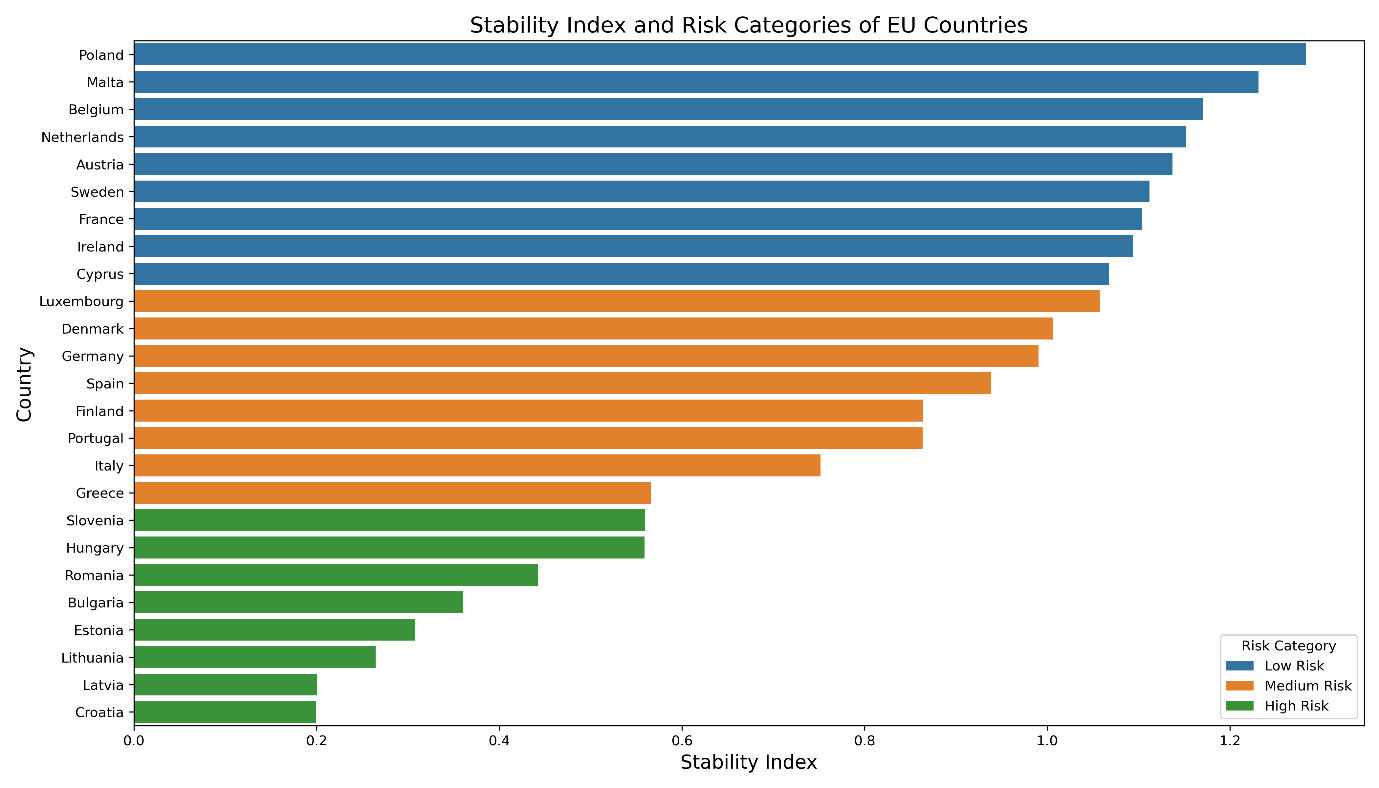 Stability Index and Risk Categories of EU Countries
Country
Poland
Malta
Belgium
Netherlands
Austria
Sweden
France
Ireland
Cyprus
Luxembourg
Denmark
Germany
Spain
Finland
Portugal
Italy
Greece
Slovenia
Hungary
Romania
Bulgaria
Estonia
Lithuania
Latvia
Croatia
Risk Category
Low Risk
Medium Risk
High Risk
0.0 0.2 0.4 0.6 0.8 1.0 1.2
Stability Index